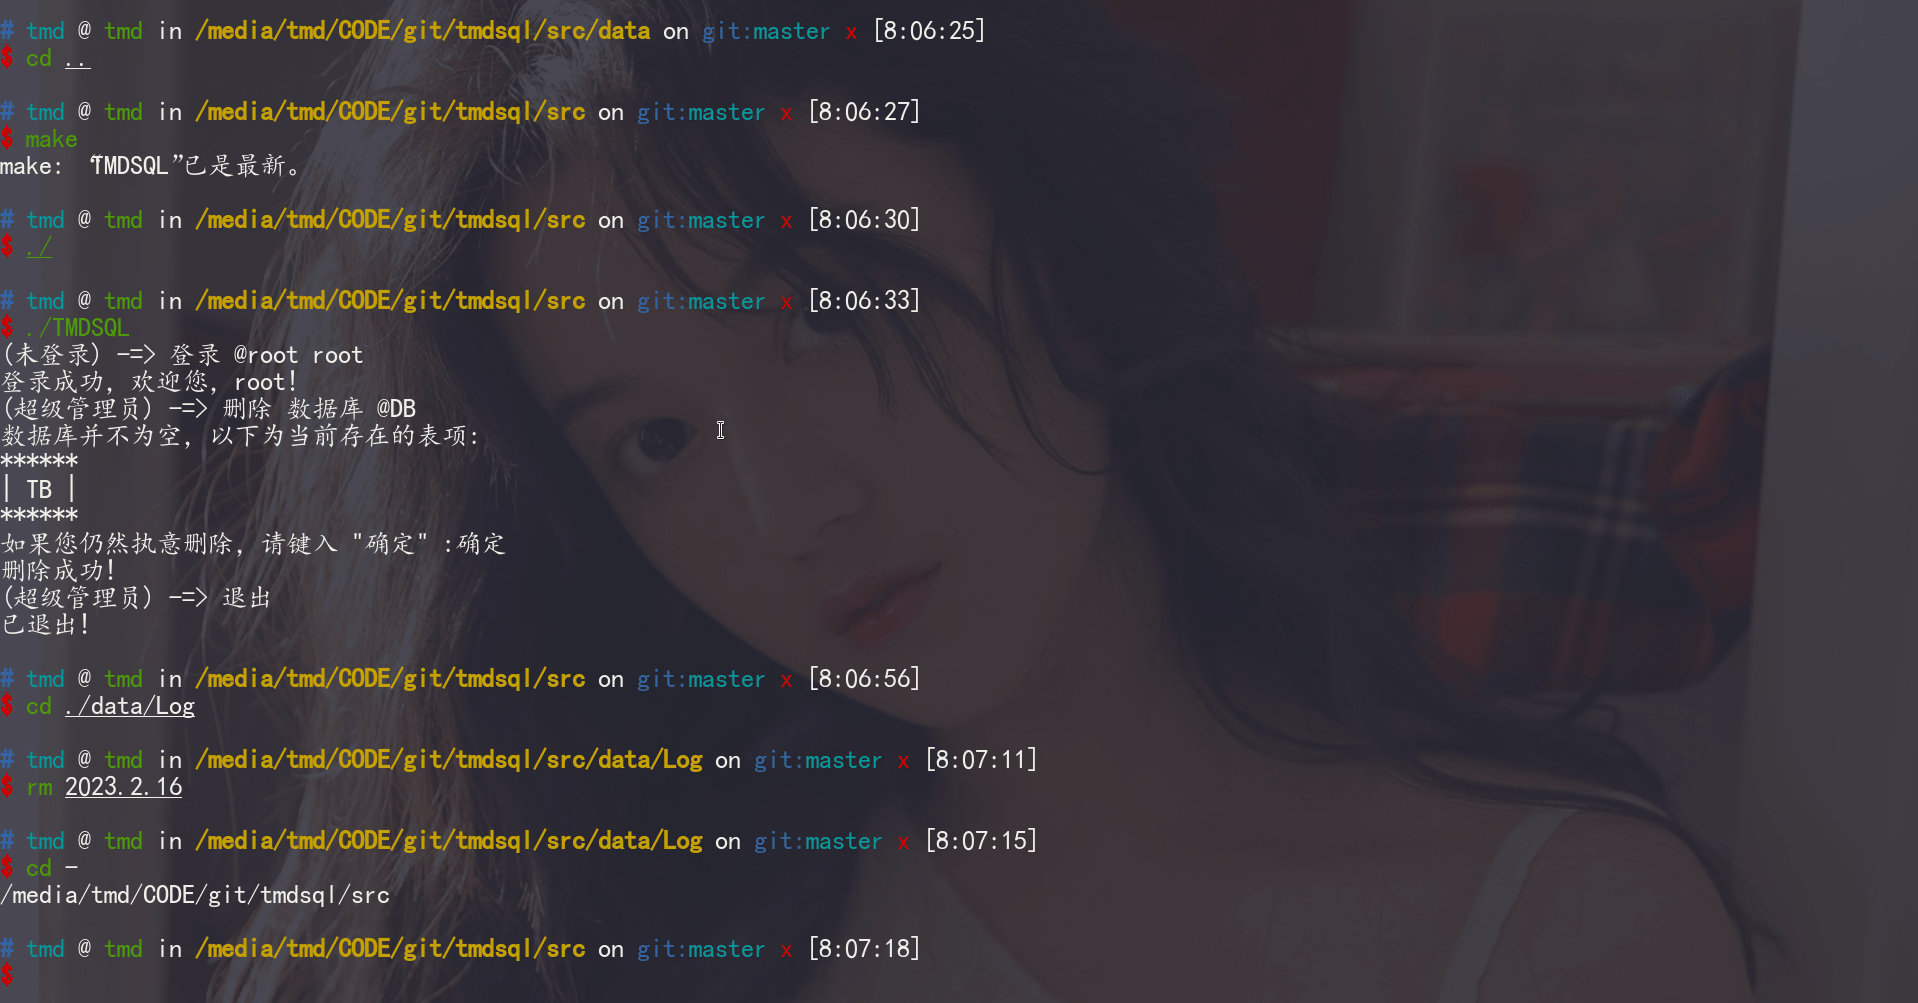 # tmd @ tmd in /media/tmd/CODE/git/tmdsql/src/data on git:master x [8:06:25]
$ cd ..
# tmd @ tmd in /media/tmd/CODE/git/tmdsql/src on git:master x [8:06:27]
$ make
make: “TMDSQL”已是最新。
# tmd @ tmd in /media/tmd/CODE/git/tmdsql/src on git:master x [8:06:30]
$ ./
# tmd @ tmd in /media/tmd/CODE/git/tmdsql/src on git:master x [8:06:33]
$ ./TMDSQL
(未登录) -=> 登录 @root root
登录成功, 欢迎您, root!
(超级管理员) -=> 删除 数据库 @DB
数据库并不为空, 以下为当前存在的表项:
******
| TB |
******
如果您仍然执意删除, 请键入 "确定" :确定
删除成功!
(超级管理员) -=> 退出
已退出!
# tmd @ tmd in /media/tmd/CODE/git/tmdsql/src on git:master x [8:06:56]
$ cd ./data/Log
# tmd @ tmd in /media/tmd/CODE/git/tmdsql/src/data/Log on git:master x [8:07:11]
$ rm 2023.2.16
# tmd @ tmd in /media/tmd/CODE/git/tmdsql/src/data/Log on git:master x [8:07:15]
$ cd -
/media/tmd/CODE/git/tmdsql/src
# tmd @ tmd in /media/tmd/CODE/git/tmdsql/src on git:master x [8:07:18]
$